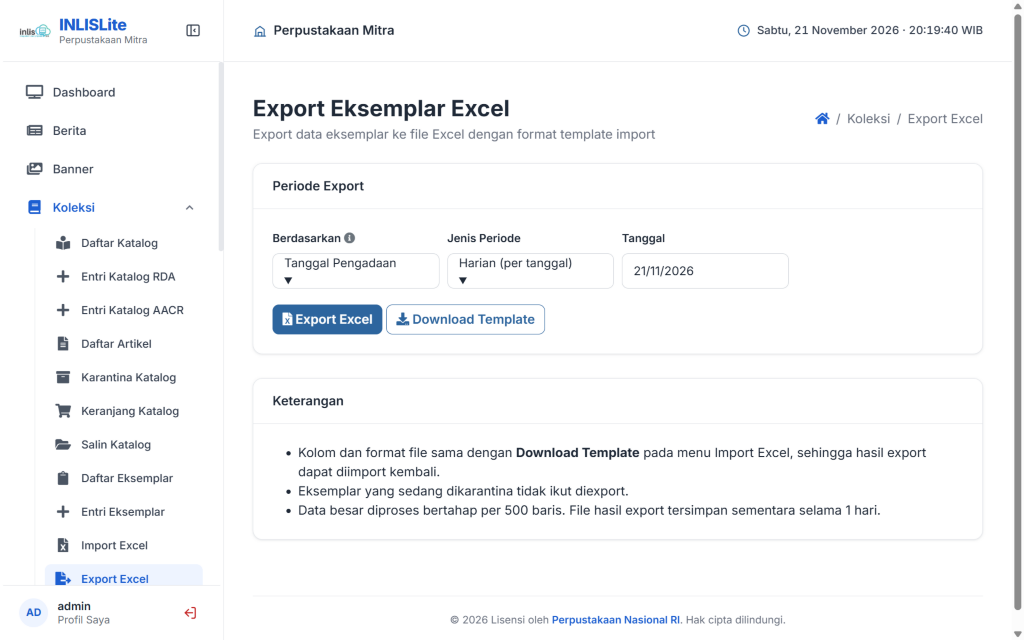 inlis
INLISLite
Perpustakaan Mitra
Perpustakaan Mitra
Sabtu, 21 November 2026 · 20:19:40 WIB
Dashboard
Berita
Banner
Koleksi
Daftar Katalog
Entri Katalog RDA
Entri Katalog AACR
Daftar Artikel
Karantina Katalog
Keranjang Katalog
Salin Katalog
Daftar Eksemplar
Entri Eksemplar
Import Excel
Export Excel
AD
admin
Profil Saya
Export Eksemplar Excel
Export data eksemplar ke file Excel dengan format template import
/ Koleksi / Export Excel
Periode Export
Berdasarkan
Jenis Periode
Tanggal
Tanggal Pengadaan
Harian (per tanggal)
21/11/2026
Export Excel
Download Template
Keterangan
• Kolom dan format file sama dengan Download Template pada menu Import Excel, sehingga hasil export
dapat diimport kembali.
• Eksemplar yang sedang dikarantina tidak ikut diexport.
• Data besar diproses bertahap per 500 baris. File hasil export tersimpan sementara selama 1 hari.
© 2026 Lisensi oleh Perpustakaan Nasional RI. Hak cipta dilindungi.